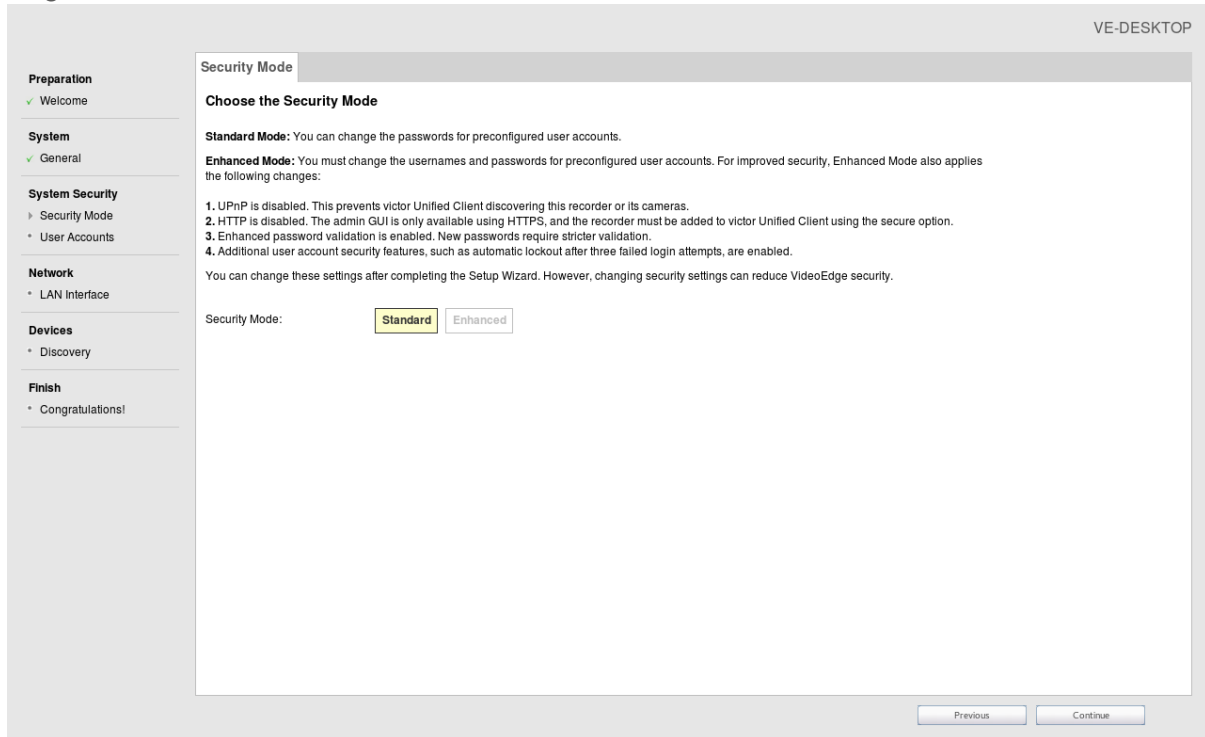 VE-DESKTOP
Preparation
Welcome
System
General
System Security
Security Mode
User Accounts
Network
LAN Interface
Devices
Discovery
Finish
Congratulations!
Security Mode
Choose the Security Mode
Standard Mode: You can change the passwords for preconfigured user accounts.
Enhanced Mode: You must change the usernames and passwords for preconfigured user accounts. For improved security, Enhanced Mode also applies
the following changes:
1. UPnP is disabled. This prevents victor Unified Client discovering this recorder or its cameras.
2. HTTP is disabled. The admin GUI is only available using HTTPS, and the recorder must be added to victor Unified Client using the secure option.
3. Enhanced password validation is enabled. New passwords require stricter validation.
4. Additional user account security features, such as automatic lockout after three failed login attempts, are enabled.
You can change these settings after completing the Setup Wizard. However, changing security settings can reduce VideoEdge security.
Security Mode: Standard Enhanced
Previous Continue